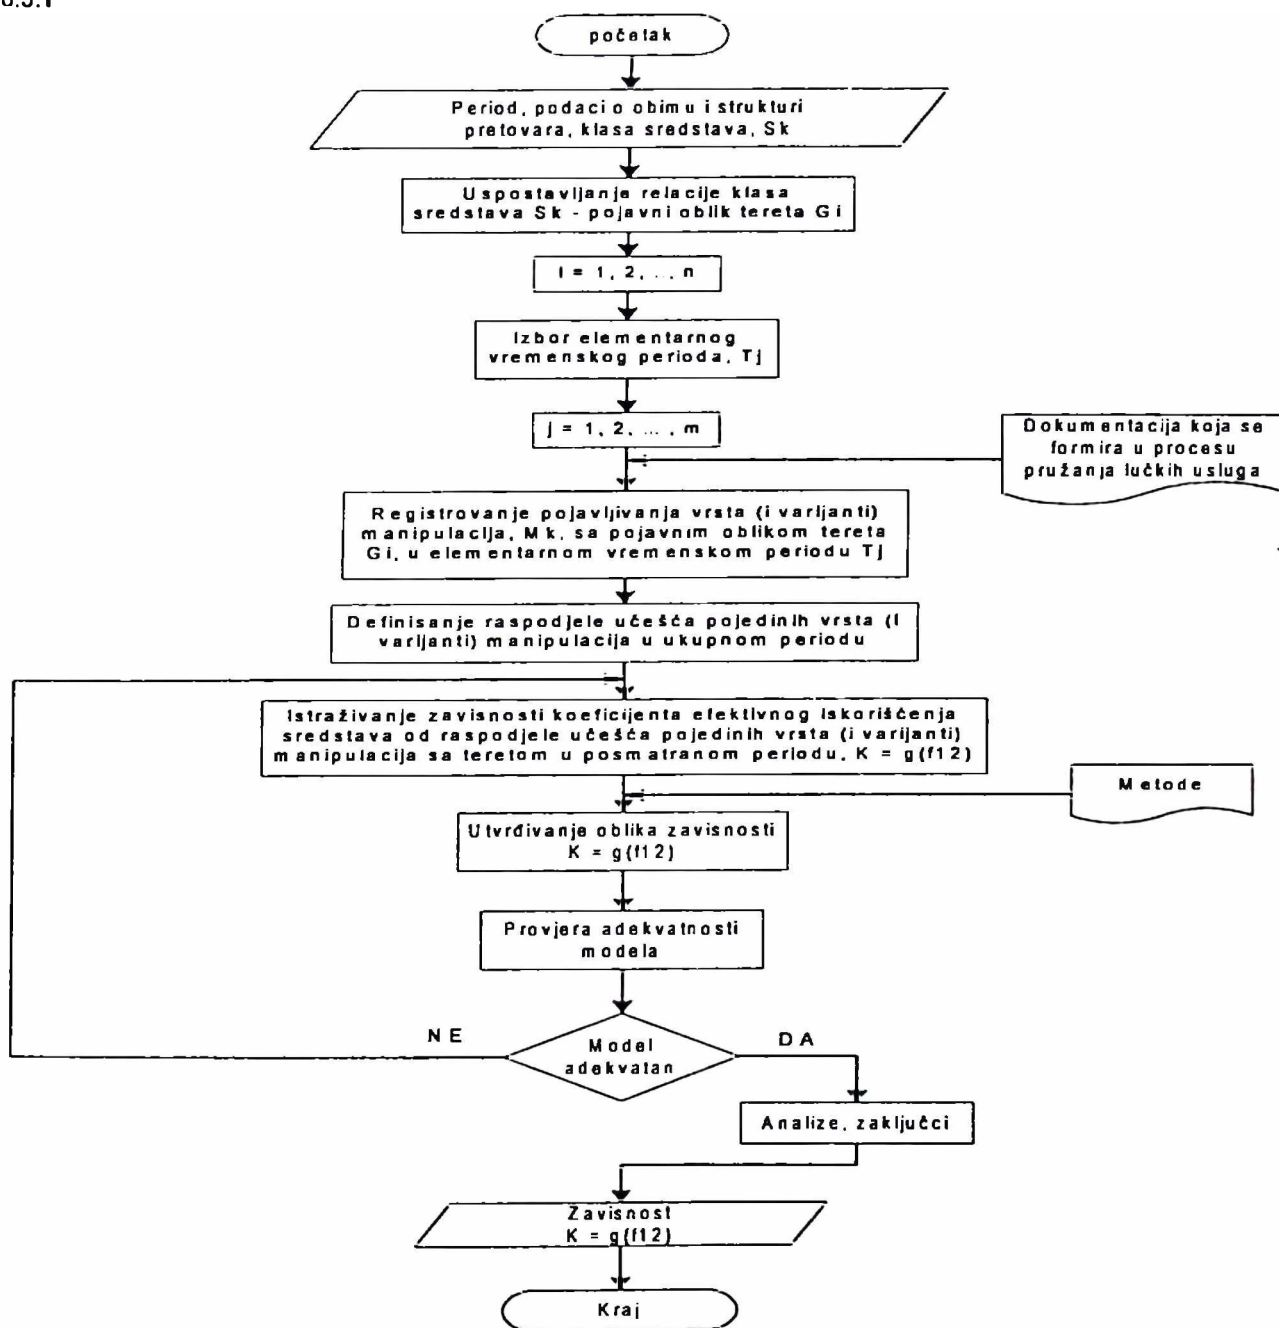 početak
Period, podaci o obimu i strukturi
pretovara, klasa sredstava, Sk
Uspostavljanje relacije klasa
sredstava Sk - pojavni oblik tereta Gi
i = 1, 2, ..., n
Izbor elementarnog
vremenskog perioda, Tj
j = 1, 2, ..., m
Dokumentacija koja se
formira u procesu
pružanja lučkih usluga
Registrovanje pojavljivanja vrsta (i varijanti)
manipulacija, Mk, sa pojavnim oblikom tereta
Gi, u elementarnom vremenskom periodu Tj
Definisanje raspodjele učešća pojedinih vrsta (i
varijanti) manipulacija u ukupnom periodu
Istraživanje zavisnosti koeficijenta efektivnog iskorišćenja
sredstava od raspodjele učešća pojedinih vrsta (i varijanti)
manipulacija sa teretom u posmatranom periodu, K = g(f12)
Metode
Utvrđivanje oblika zavisnosti
K = g(f12)
Provjera adekvatnosti
modela
NE
Model
adekvatan
DA
Analize, zaključci
Zavisnost
K = g(f12)
Kraj